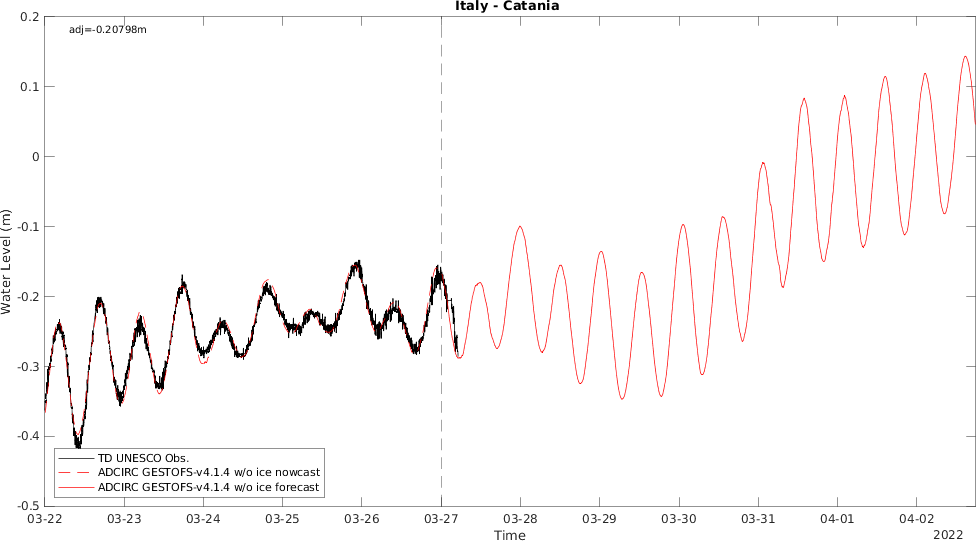 Italy - Catania
adj=-0.20798m
Water Level (m)
0.2
0.1
0
-0.1
-0.2
-0.3
-0.4
-0.5
TD UNESCO Obs.
ADCIRC GESTOFS-v4.1.4 w/o ice nowcast
ADCIRC GESTOFS-v4.1.4 w/o ice forecast
03-22 03-23 03-24 03-25 03-26 03-27 03-28 03-29 03-30 03-31 04-01 04-02
Time
2022